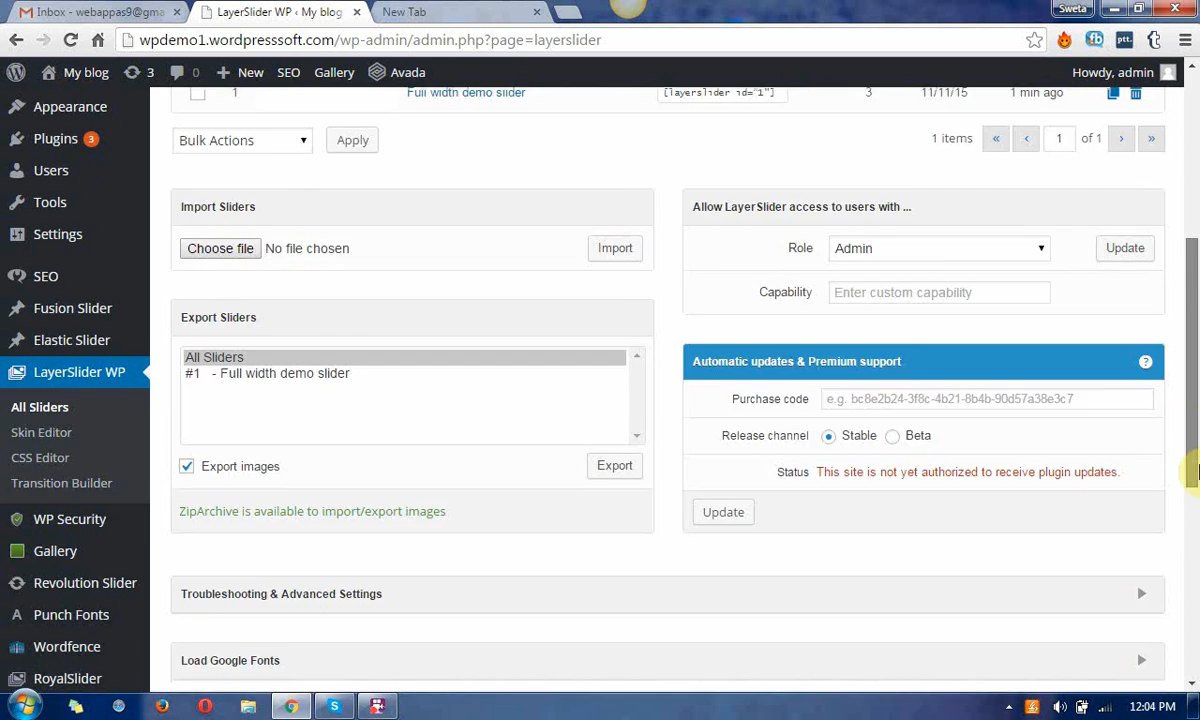 Inbox - webappas9@gma
LayerSlider WP ‹ My blog
New Tab
Sweta
wpdemo1.wordpresssoft.com/wp-admin/admin.php?page=layerslider
ptt.
My blog
3
0
New
SEO
Gallery
Avada
Howdy, admin
Appearance
Plugins 3
Users
Tools
Settings
SEO
Fusion Slider
Elastic Slider
LayerSlider WP
All Sliders
Skin Editor
CSS Editor
Transition Builder
WP Security
Gallery
Revolution Slider
Punch Fonts
Wordfence
RoyalSlider
1 Full width demo slider [layerslider id="1"] 3 11/11/15 1 min ago
Bulk Actions
Apply
1 items « ‹ 1 of 1 › »
Import Sliders
Choose file No file chosen
Import
Export Sliders
All Sliders
#1 - Full width demo slider
Export images
Export
ZipArchive is available to import/export images
Allow LayerSlider access to users with ...
Role Admin
Update
Capability Enter custom capability
Automatic updates & Premium support ?
Purchase code e.g. bc8e2b24-3f8c-4b21-8b4b-90d57a38e3c7
Release channel Stable Beta
Status This site is not yet authorized to receive plugin updates.
Update
Troubleshooting & Advanced Settings
Load Google Fonts
12:04 PM